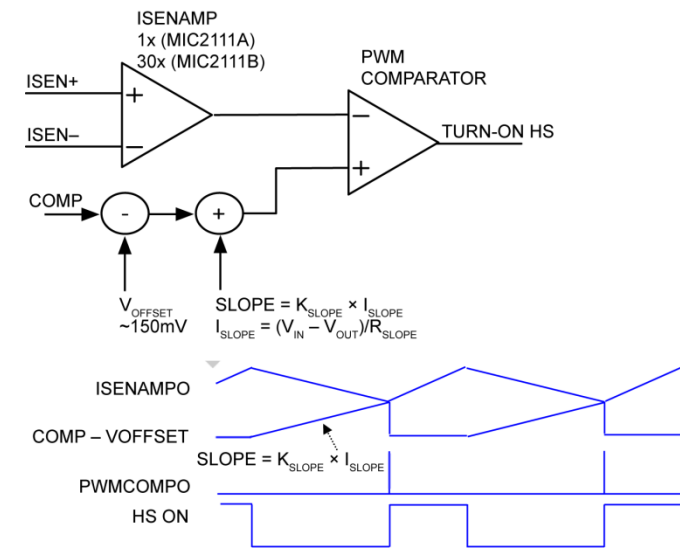 ISENAMP
1x (MIC2111A)
30x (MIC2111B)
PWM
COMPARATOR
ISEN+
+
ISEN–
–
–
+
TURN-ON HS
COMP
-
+
VOFFSET
~150mV
SLOPE = KSLOPE × ISLOPE
ISLOPE = (VIN – VOUT)/RSLOPE
ISENAMPO
COMP – VOFFSET
SLOPE = KSLOPE × ISLOPE
PWMCOMPO
HS ON